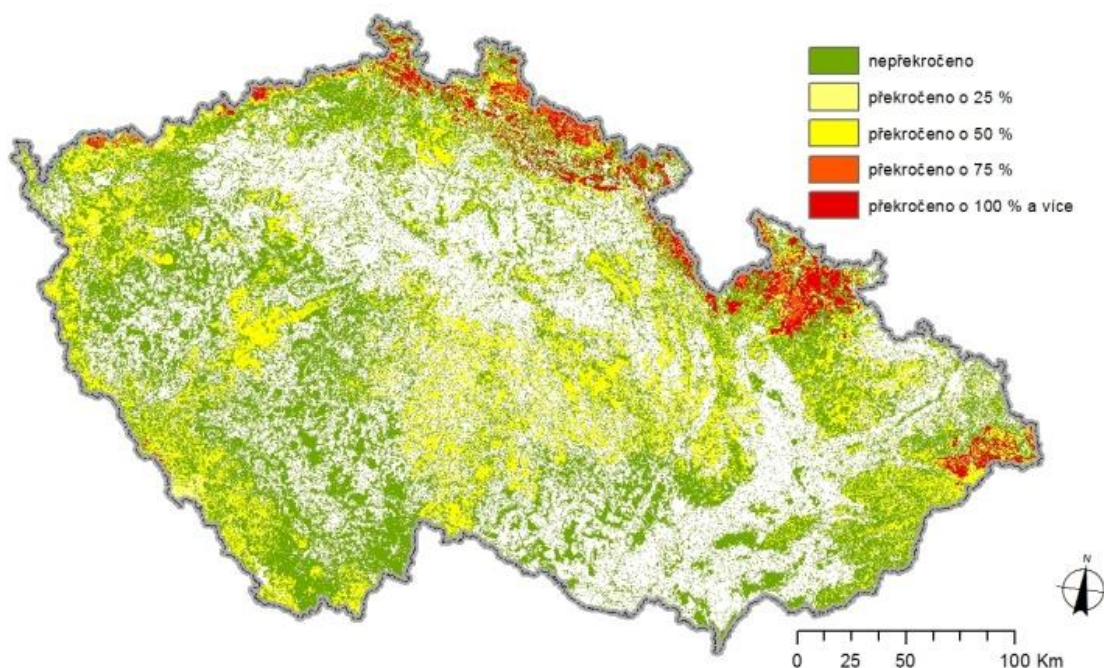 nepřekročeno
překročeno o 25 %
překročeno o 50 %
překročeno o 75 %
překročeno o 100 % a více
N
0 25 50 100 Km